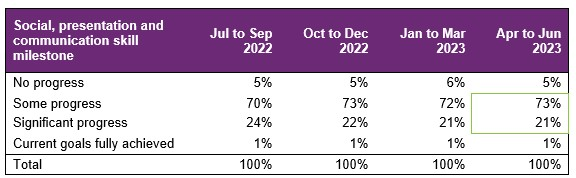 Social, presentation and communication skill milestone Jul to Sep 2022 Oct to Dec 2022 Jan to Mar 2023 Apr to Jun 2023
No progress 5% 5% 6% 5%
Some progress 70% 73% 72% 73%
Significant progress 24% 22% 21% 21%
Current goals fully achieved 1% 1% 1% 1%
Total 100% 100% 100% 100%